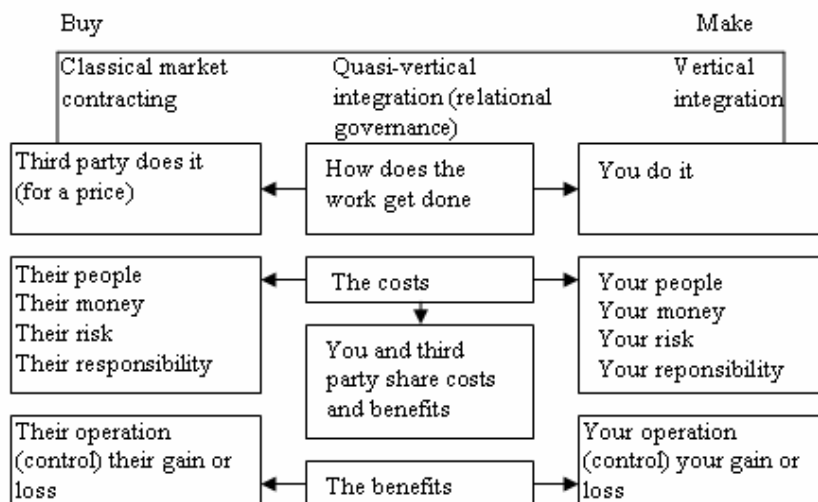 Buy
Make
Classical market
contracting
Quasi-vertical
integration (relational
governance)
Vertical
integration
Third party does it
(for a price)
How does the
work get done
You do it
Their people
Their money
Their risk
Their responsibility
The costs
Your people
Your money
Your risk
Your reponsibility
You and third
party share costs
and benefits
Their operation
(control) their gain or
loss
The benefits
Your operation
(control) your gain or
loss